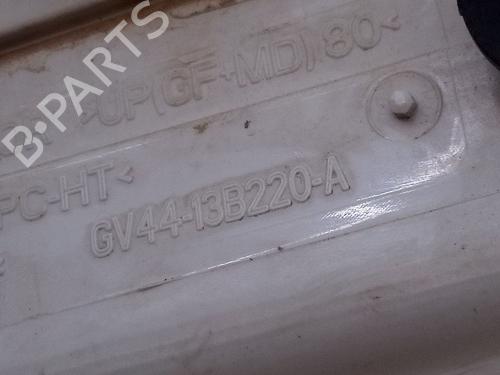 B-PARTS
>UP(GF+MD)80<
PC-HT<
GV44-13B220-A